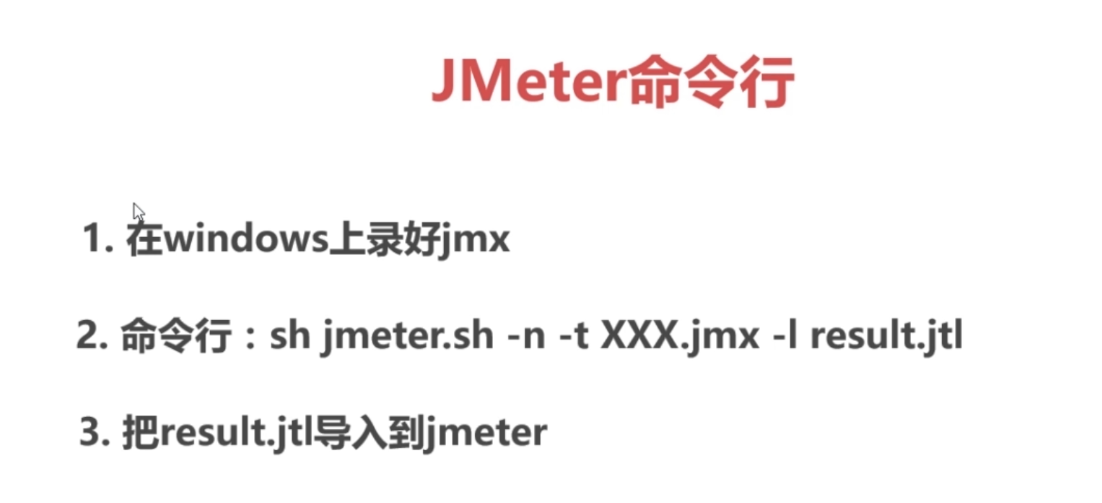 JMeter命令行
1. 在windows上录好jmx
2. 命令行：sh jmeter.sh -n -t XXX.jmx -l result.jtl
3. 把result.jtl导入到jmeter